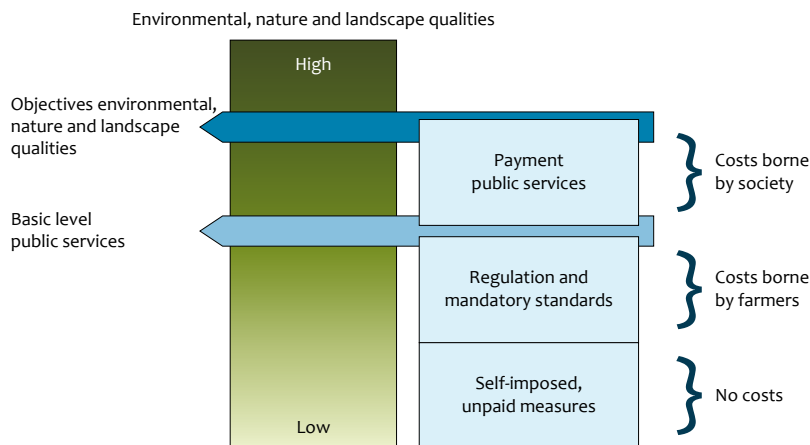 Environmental, nature and landscape qualities
High
Objectives environmental,
nature and landscape
qualities
Payment
public services
Costs borne
by society
Basic level
public services
Regulation and
mandatory standards
Costs borne
by farmers
Self-imposed,
unpaid measures
No costs
Low